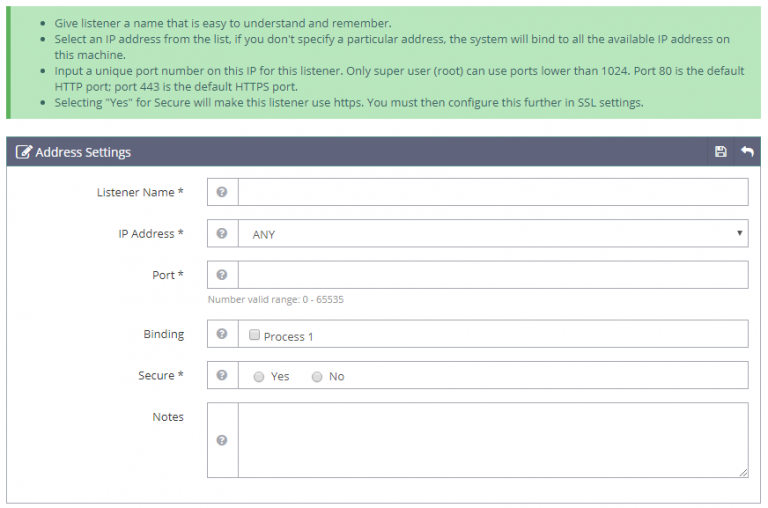 Give listener a name that is easy to understand and remember.
Select an IP address from the list, if you don't specify a particular address, the system will bind to all the available IP address on
this machine.
Input a unique port number on this IP for this listener. Only super user (root) can use ports lower than 1024. Port 80 is the default
HTTP port; port 443 is the default HTTPS port.
Selecting "Yes" for Secure will make this listener use https. You must then configure this further in SSL settings.
Address Settings
Listener Name *
IP Address * ANY
Port *
Number valid range: 0 - 65535
Binding Process 1
Secure * Yes No
Notes